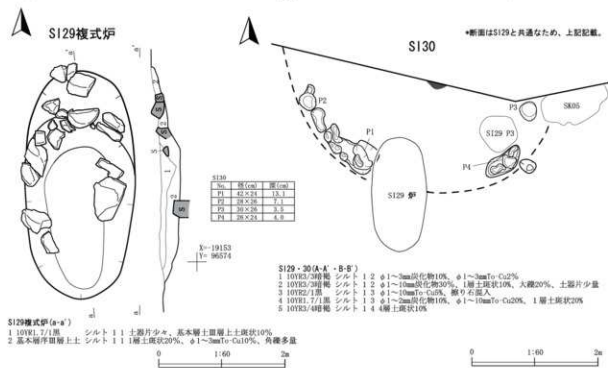 SI29複式炉
SI30
*断面はSI29と共通なため、上記記載。
P2
P1
P3
SK05
SI29 P3
P4
SI29 炉
a
a'
S
S
S
1
2
5
X=-19153
Y= 96574
SI30
No. 径(cm) 深(cm)
P1 42×24 13.1
P2 28×26 7.1
P3 30×26 3.5
P4 26×24 4.0
SI29複式炉(a-a')
1 10YR1.7/1黒 シルト 1 1 土器片少々、基本層土Ⅲ層上土斑状10%
2 基本層序Ⅲ層上土 シルト 1 1 1層土斑状20%、φ1~3mmTo-Cu10%、角礫多量
0 1:60 2m
SI29・30(A-A'・B-B')
1 10YR3/3暗褐 シルト 1 2 φ1~3mm炭化物10%、φ1~3mmTo-Cu2%
2 10YR3/3暗褐 シルト 1 2 φ1~10mm炭化物30%、1層土斑状10%、大礫20%、土器片少量
3 10YR2/1黒 シルト 1 3 φ1~10mmTo-Cu5%、擦り石混入
4 10YR1.7/1黒 シルト 1 3 φ1~2mm炭化物10%、φ1~10mmTo-Cu20%、1層土斑状20%
5 10YR3/4暗褐 シルト 1 4 4層土斑状10%
0 1:60 2m